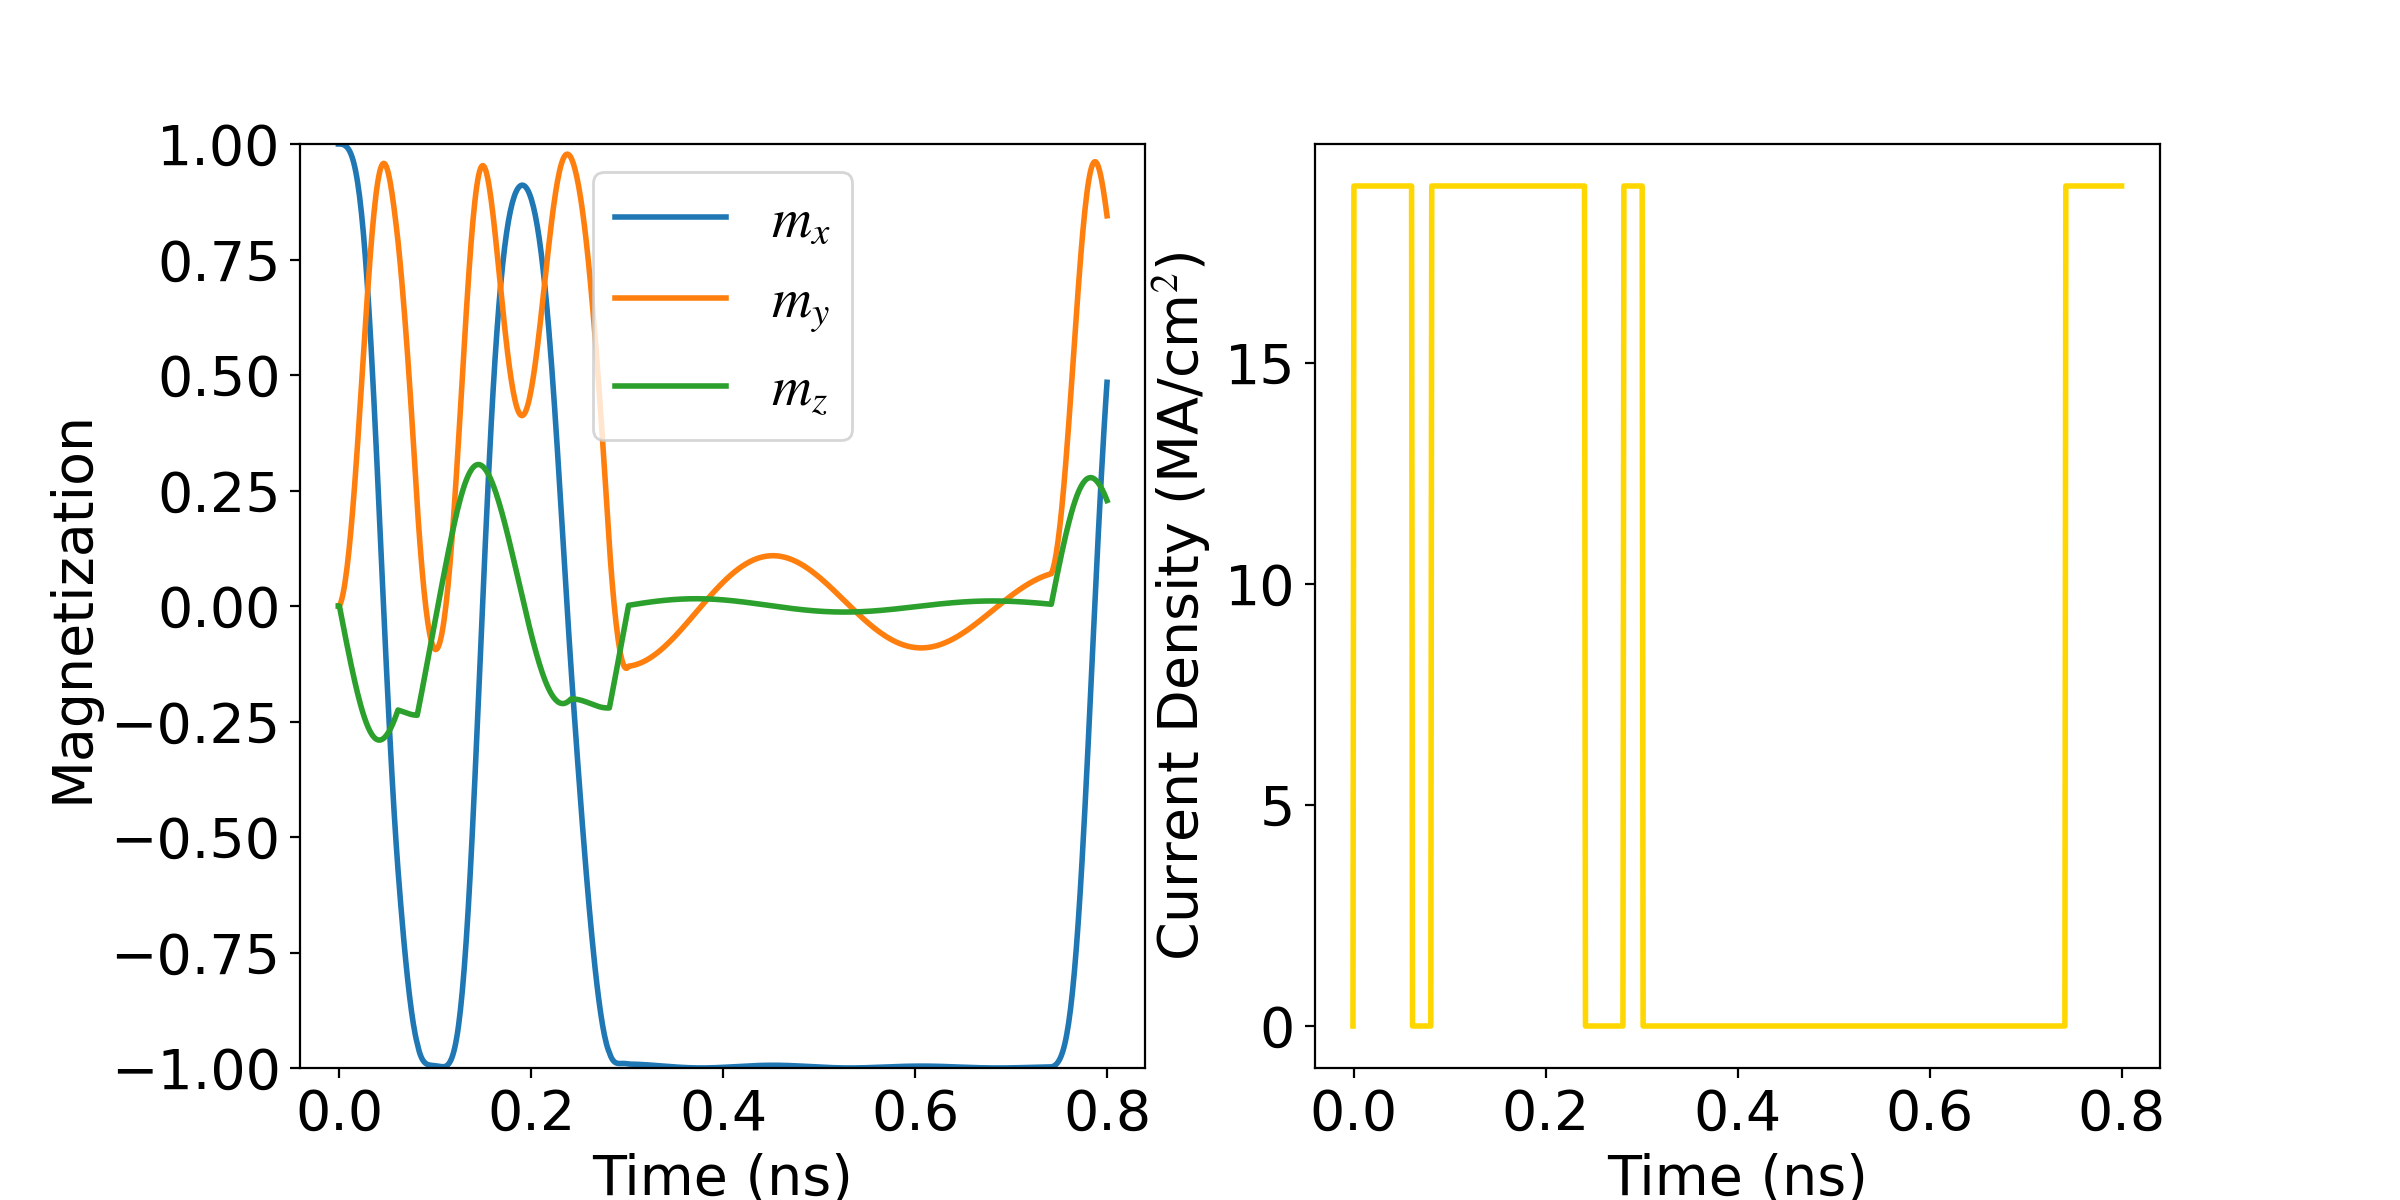 Magnetization
1.00
0.75
0.50
0.25
0.00
−0.25
−0.50
−0.75
−1.00
0.0 0.2 0.4 0.6 0.8
Time (ns)
m_x
m_y
m_z
Current Density (MA/cm²)
15
10
5
0
0.0 0.2 0.4 0.6 0.8
Time (ns)